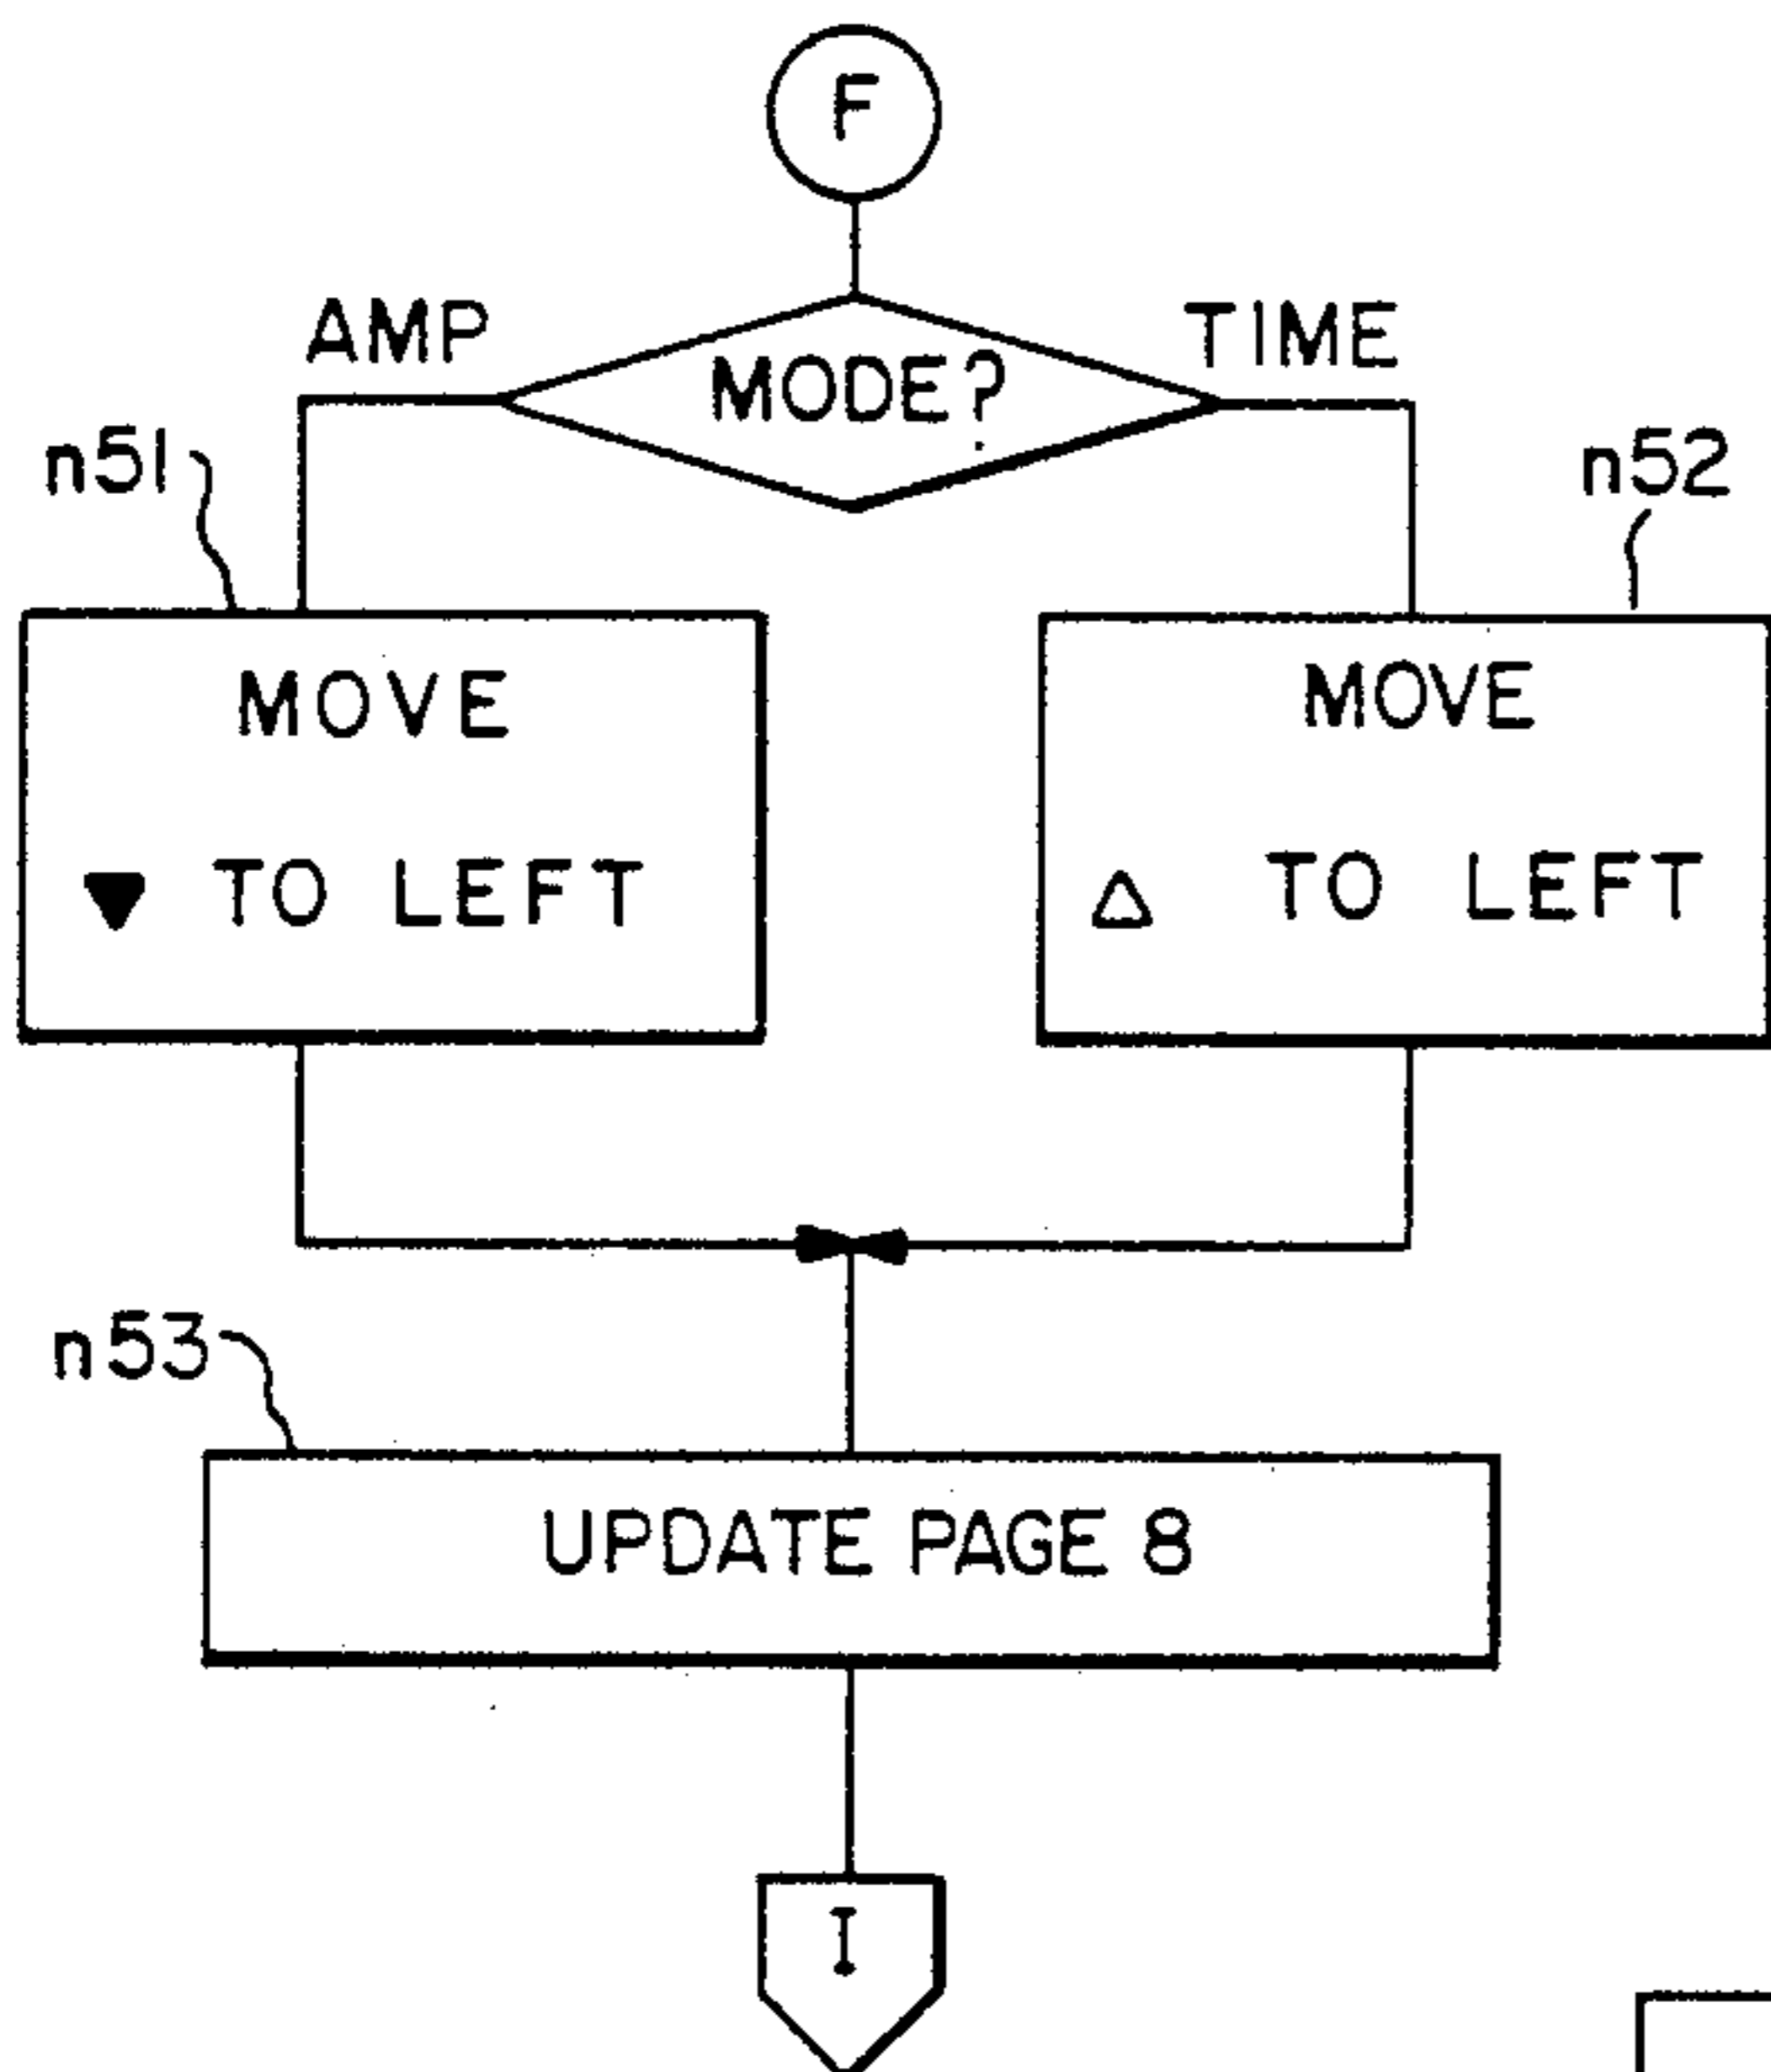 F
AMP
TIME
MODE?
n51
n52
MOVE
▼ TO LEFT
MOVE
△ TO LEFT
n53
UPDATE PAGE 8
I